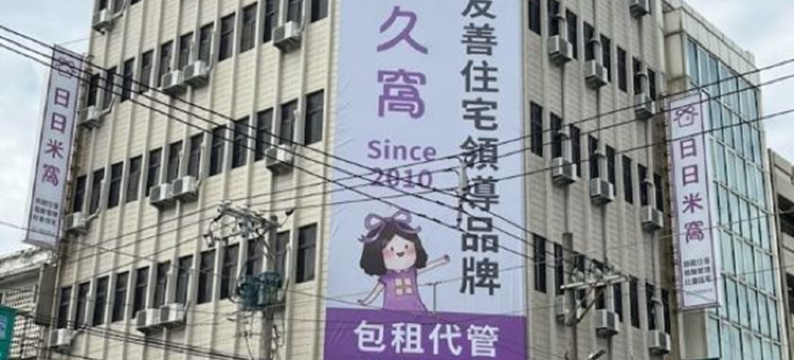 日日米窩
久窩
Since
2010
友善住宅領導品牌
包租代管
日日米窩